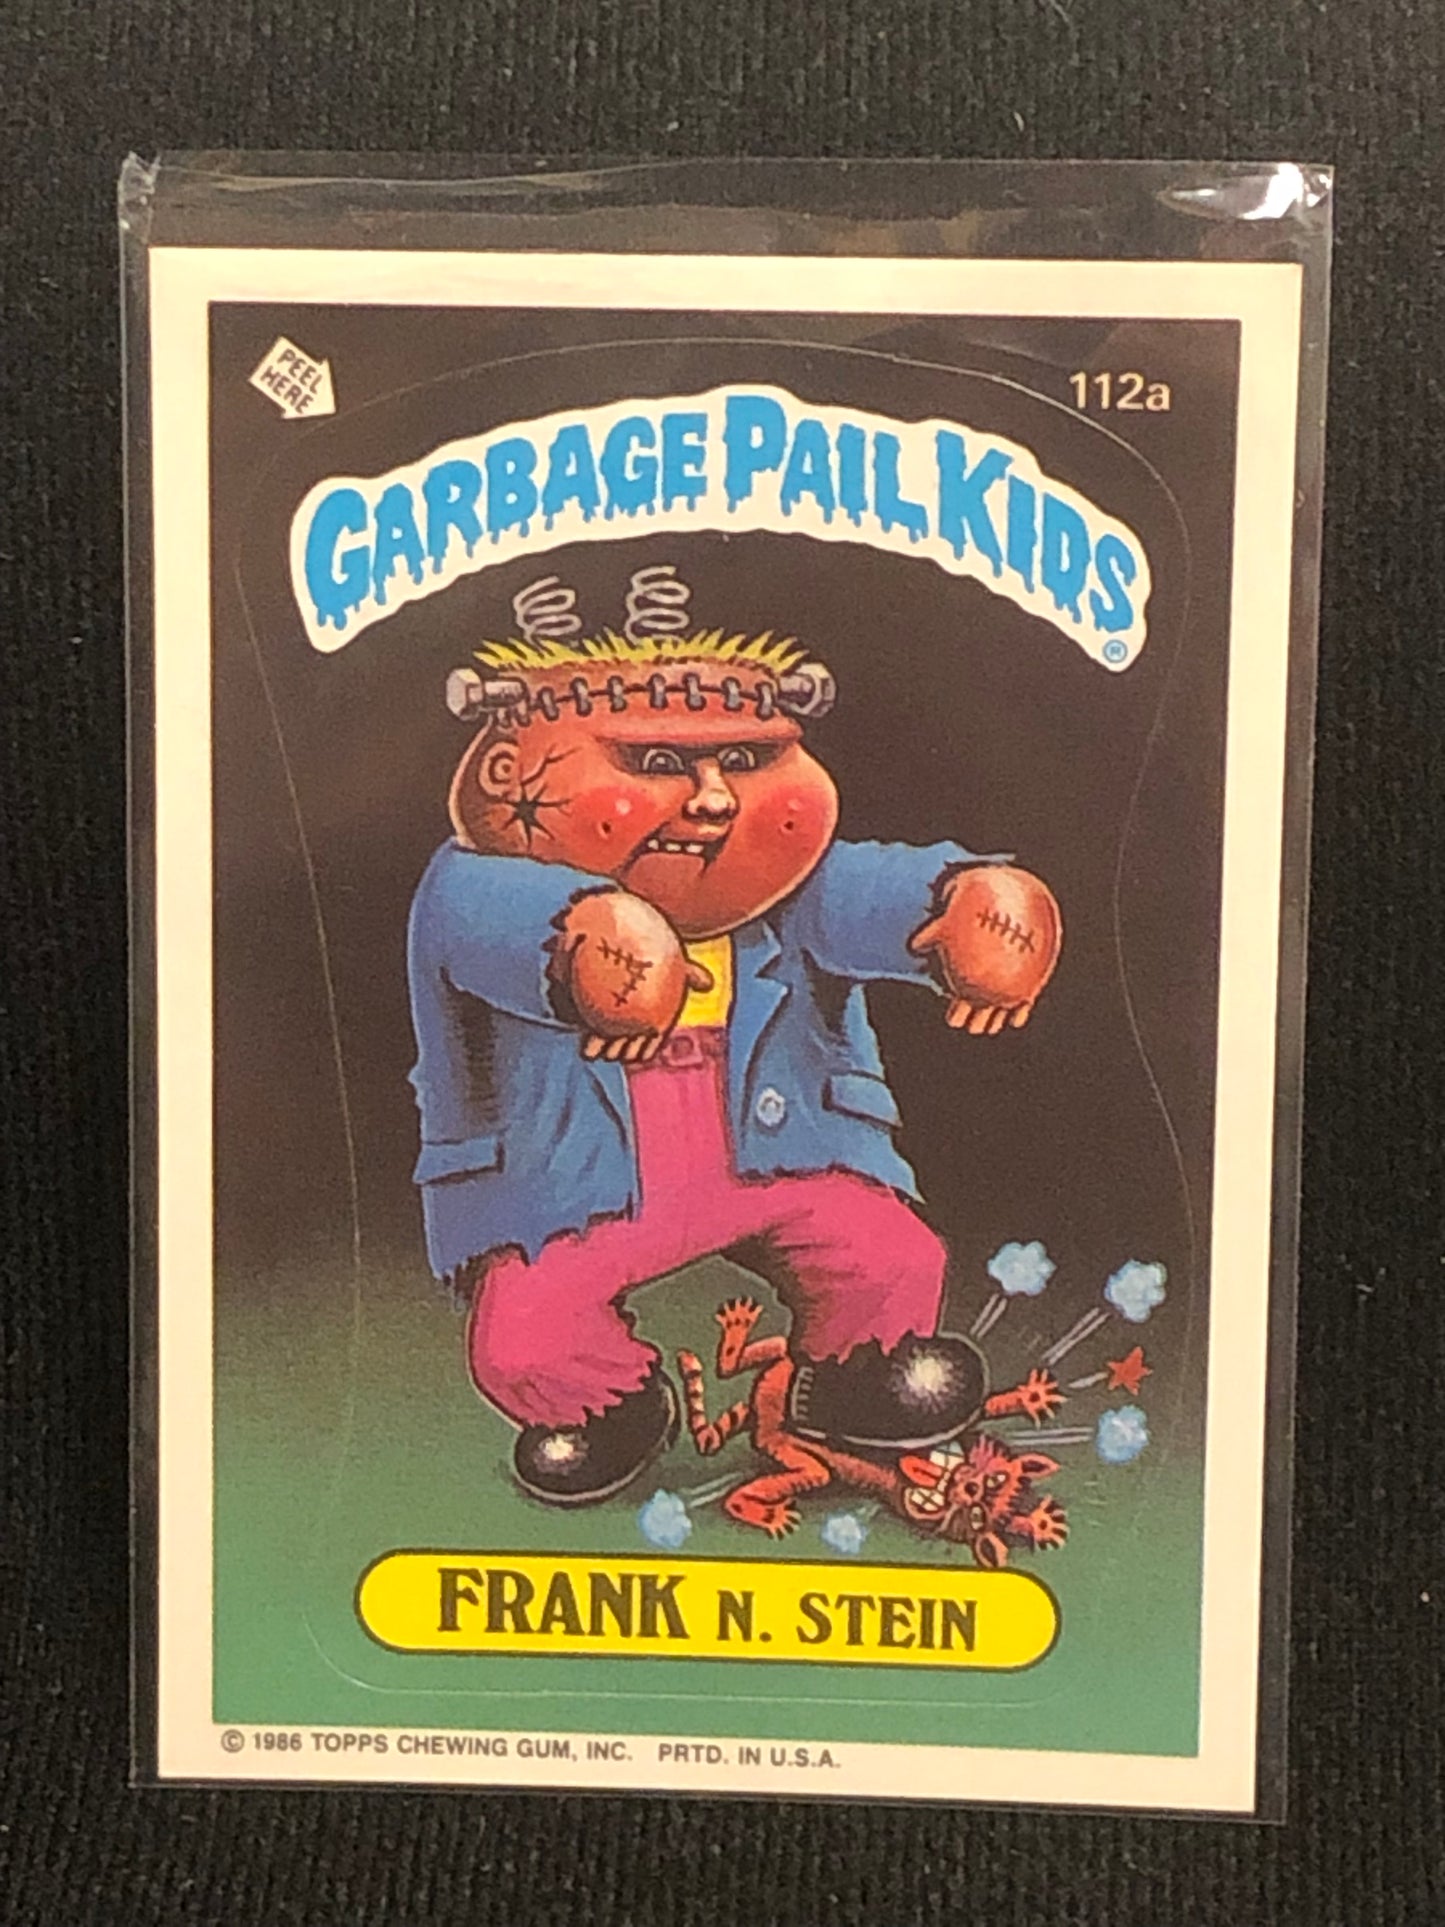 PEEL
HERE
112a
GARBAGE PAIL KIDS
®
FRANK N. STEIN
© 1986 TOPPS CHEWING GUM, INC. PRTD. IN U.S.A.